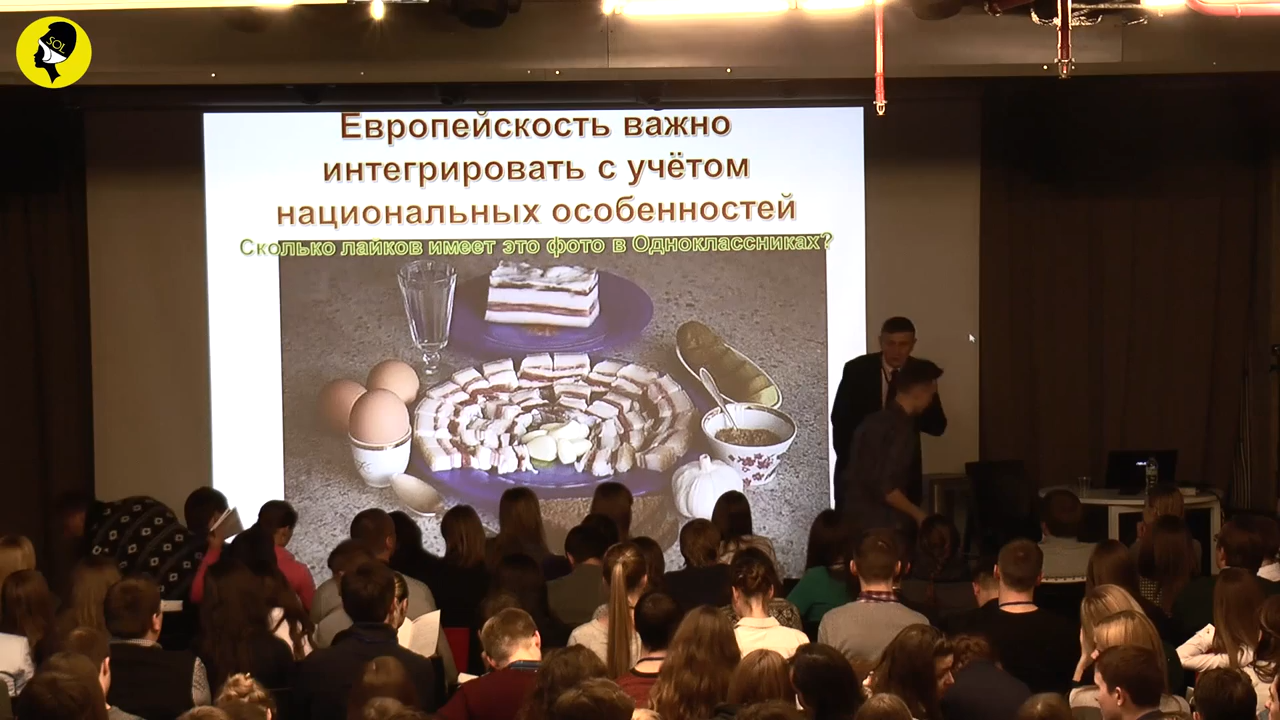 SOL
Европейскость важно
интегрировать с учётом
национальных особенностей
Сколько лайков имеет это фото в Одноклассниках?